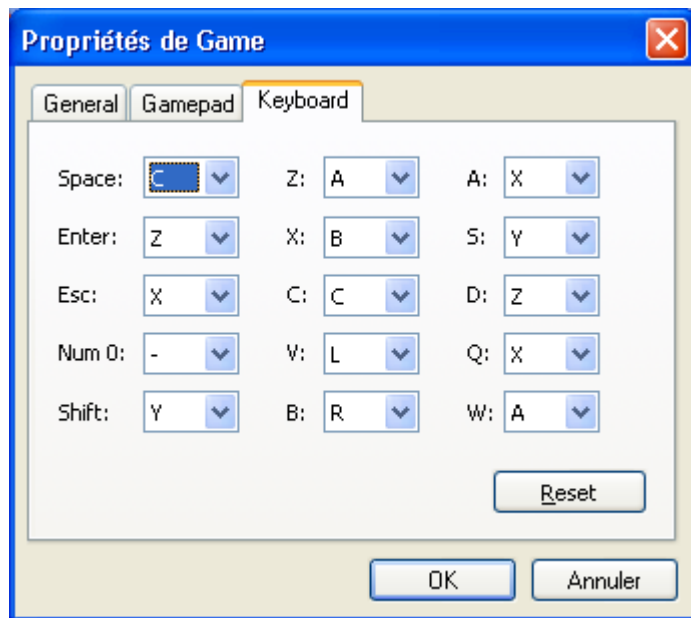 Propriétés de Game
General Gamepad Keyboard
Space: C Z: A A: X
Enter: Z X: B S: Y
Esc: X C: C D: Z
Num 0: - V: L Q: X
Shift: Y B: R W: A
Reset
OK Annuler